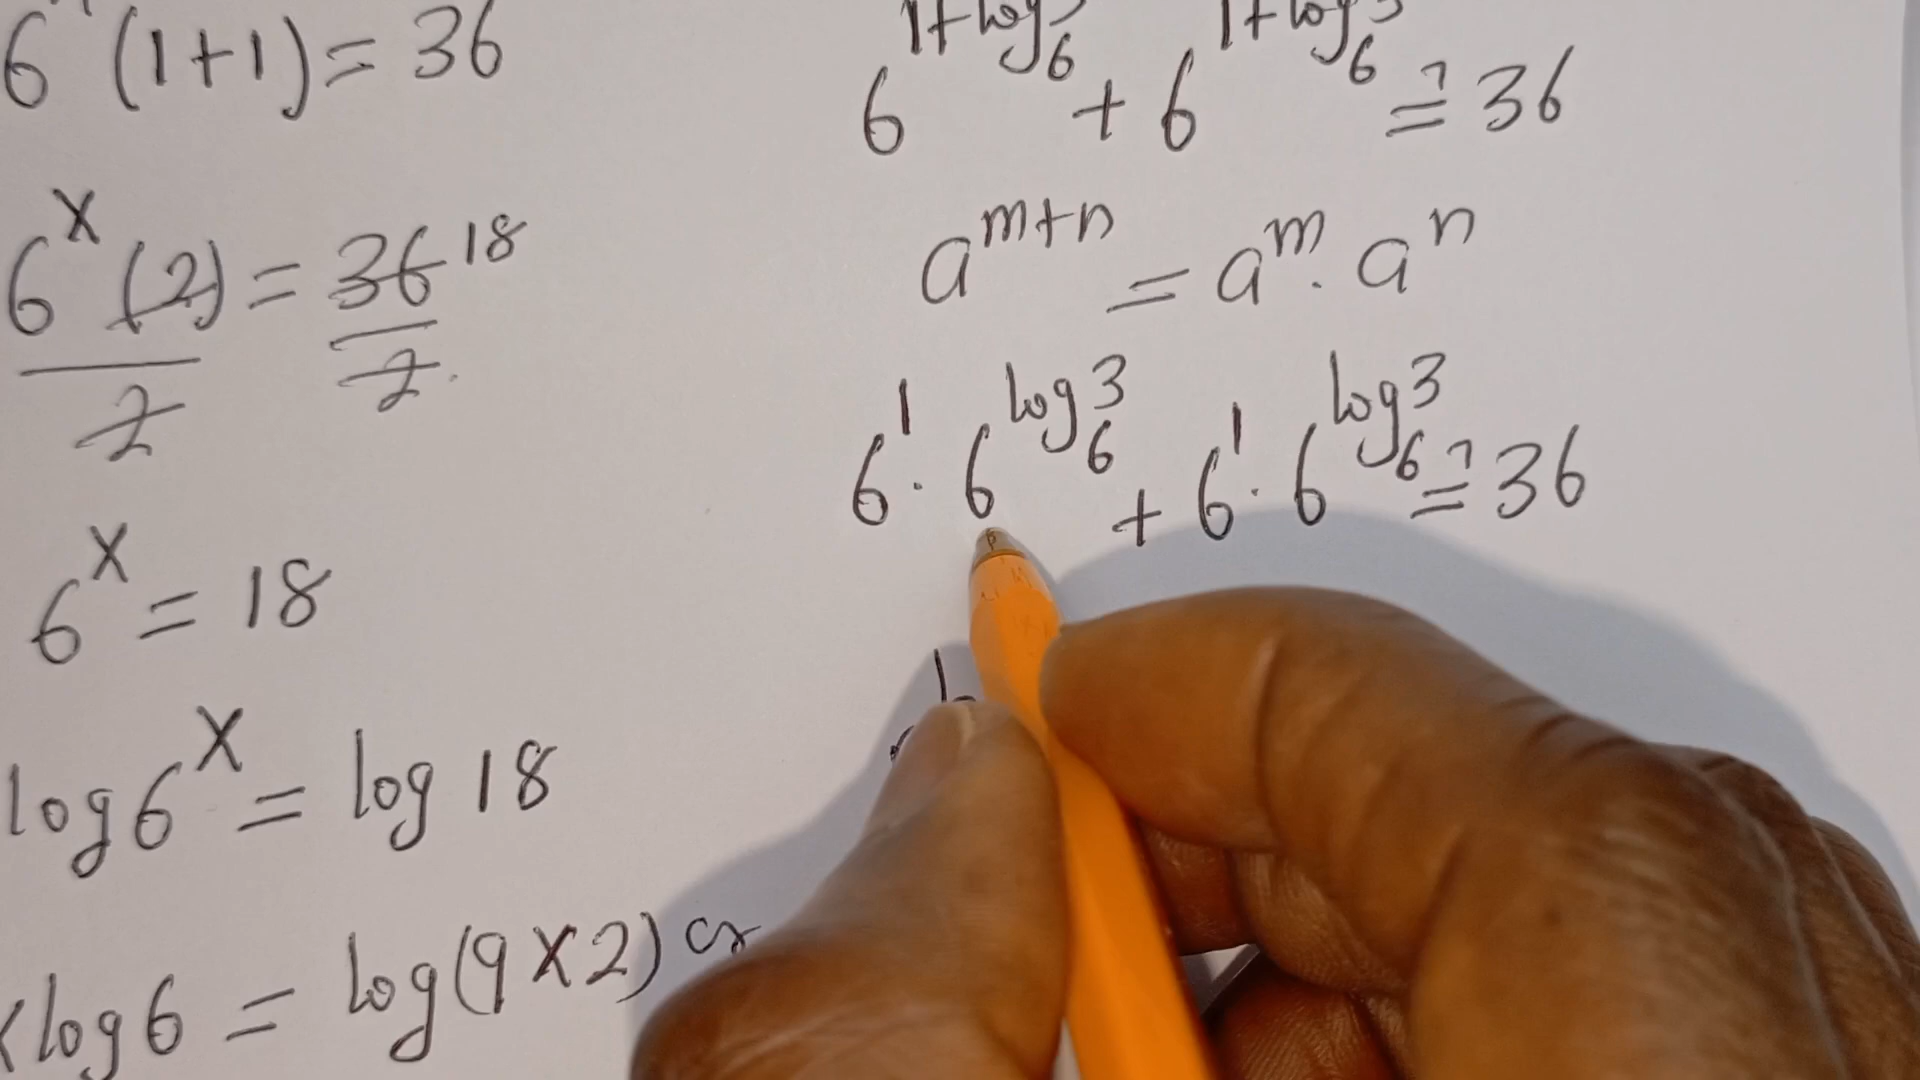 6 (1+1) = 36
6^x (2) = 36 18
2 2
6^x = 18
log 6^x = log 18
log 6 = log (9 x 2)
6^{1+log_6} + 6^{1+log_6 3} ?= 36
a^{m+n} = a^m . a^n
6^1 . 6^{log_6 3} + 6^1 . 6^{log_6 3} ?= 36